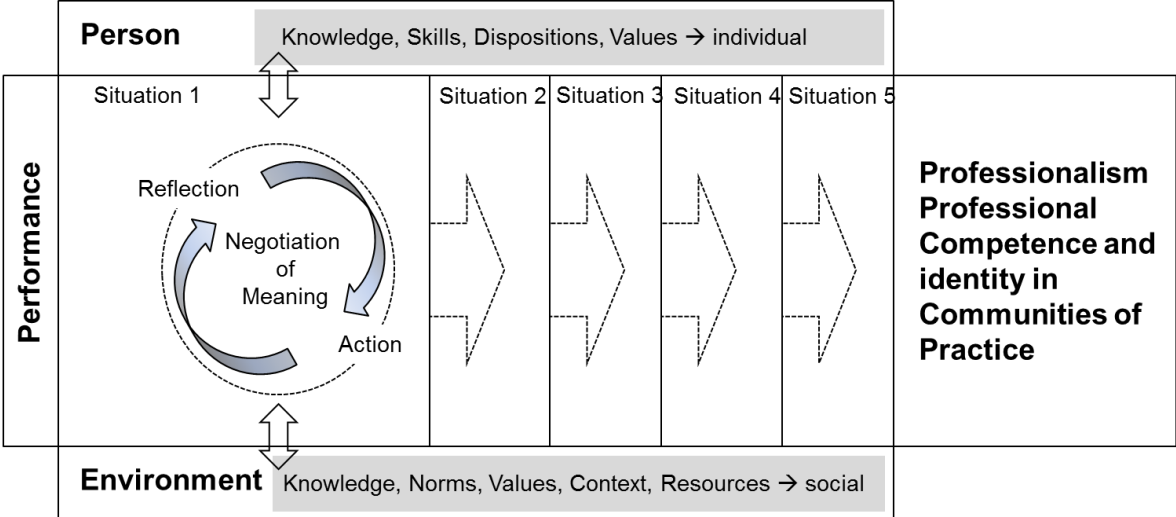 Person
Knowledge, Skills, Dispositions, Values → individual
Performance
Situation 1
Situation 2
Situation 3
Situation 4
Situation 5
Reflection
Negotiation
of
Meaning
Action
Professionalism
Professional
Competence and
identity in
Communities of
Practice
Environment
Knowledge, Norms, Values, Context, Resources → social